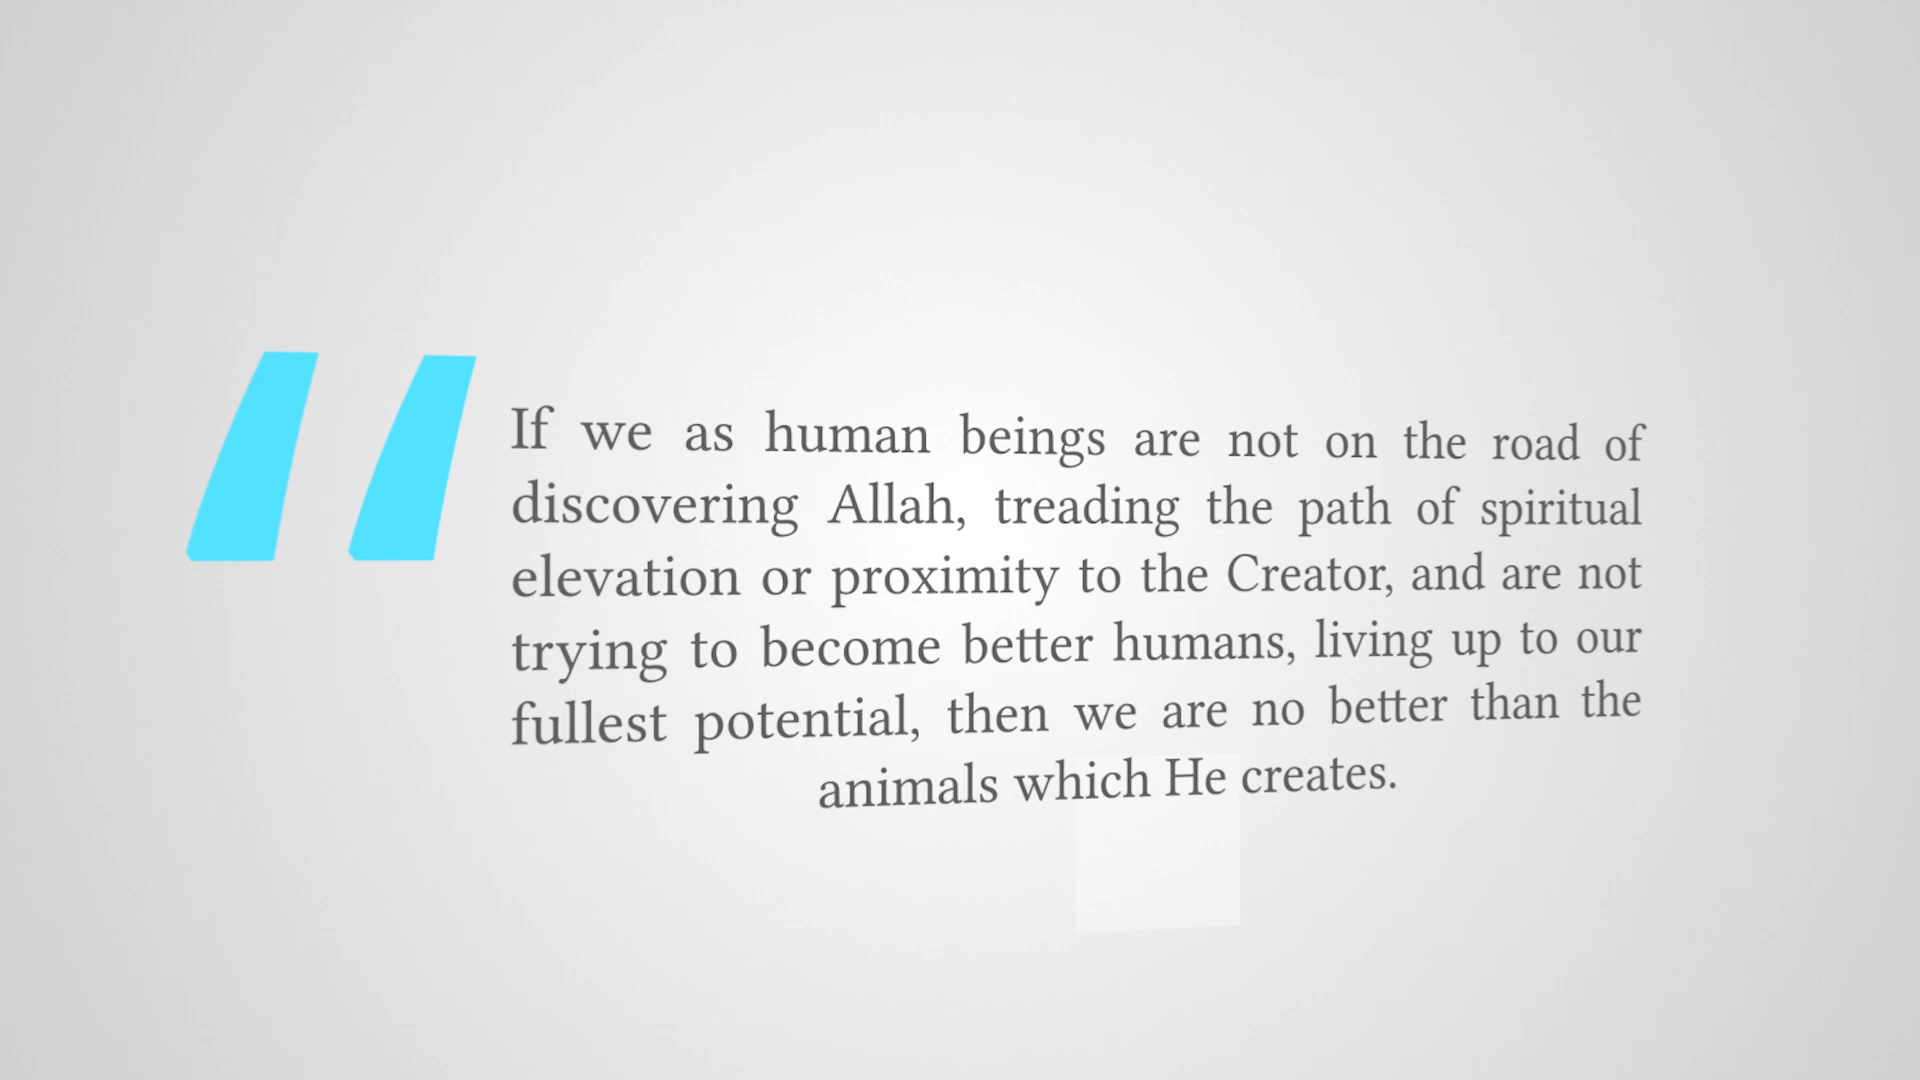 If we as human beings are not on the road of
discovering Allah, treading the path of spiritual
elevation or proximity to the Creator, and are not
trying to become better humans, living up to our
fullest potential, then we are no better than the
animals which He creates.